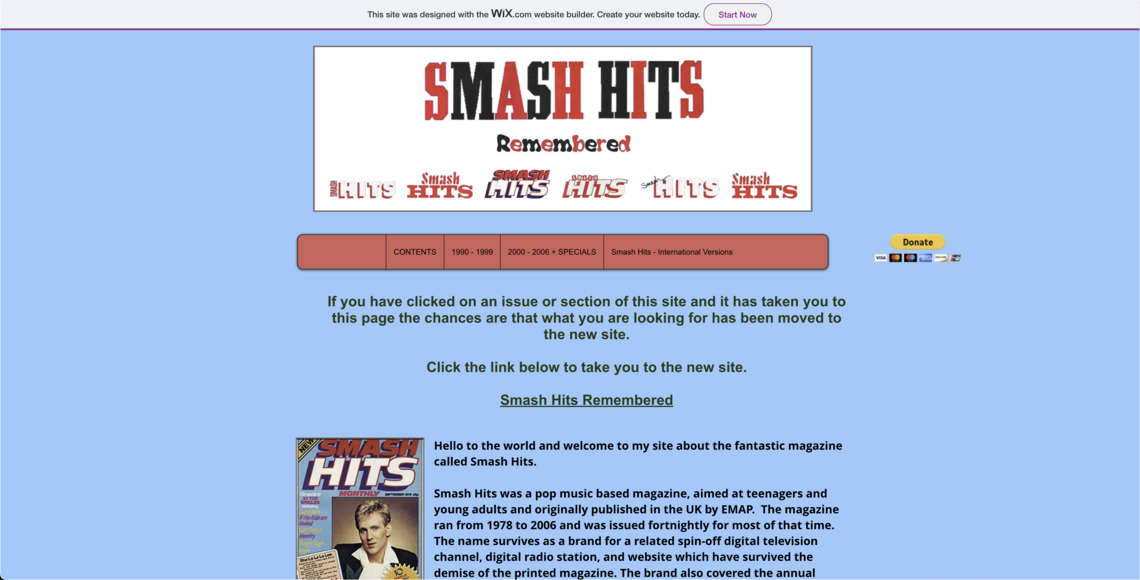 This site was designed with the WiX.com website builder. Create your website today. Start Now
SMASH HITS
Remembered
SMASH HITS Smash HITS SMASH HITS HITS Smash HITS Smash HITS
CONTENTS 1990 - 1999 2000 - 2006 + SPECIALS Smash Hits - International Versions
Donate
VISA
If you have clicked on an issue or section of this site and it has taken you to
this page the chances are that what you are looking for has been moved to
the new site.
Click the link below to take you to the new site.
Smash Hits Remembered
Hello to the world and welcome to my site about the fantastic magazine
called Smash Hits.
Smash Hits was a pop music based magazine, aimed at teenagers and
young adults and originally published in the UK by EMAP.  The magazine
ran from 1978 to 2006 and was issued fortnightly for most of that time.
The name survives as a brand for a related spin-off digital television
channel, digital radio station, and website which have survived the
demise of the printed magazine. The brand also covered the annual
SMASH
HITS
MONTHLY